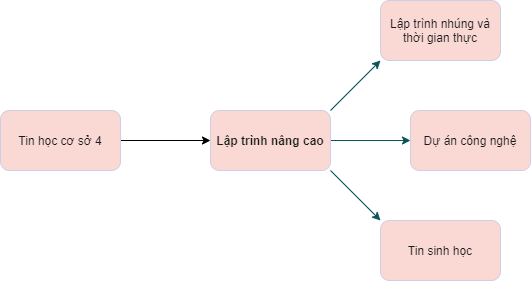 Lập trình nhúng và
thời gian thực
Tin học cơ sở 4
Lập trình nâng cao
Dự án công nghệ
Tin sinh học